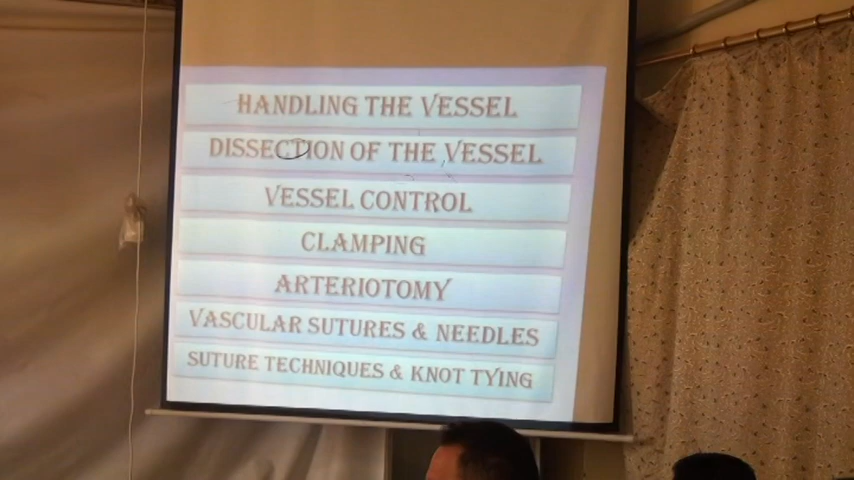 HANDLING THE VESSEL
DISSECTION OF THE VESSEL
VESSEL CONTROL
CLAMPING
ARTERIOTOMY
VASCULAR SUTURES & NEEDLES
SUTURE TECHNIQUES & KNOT TYING